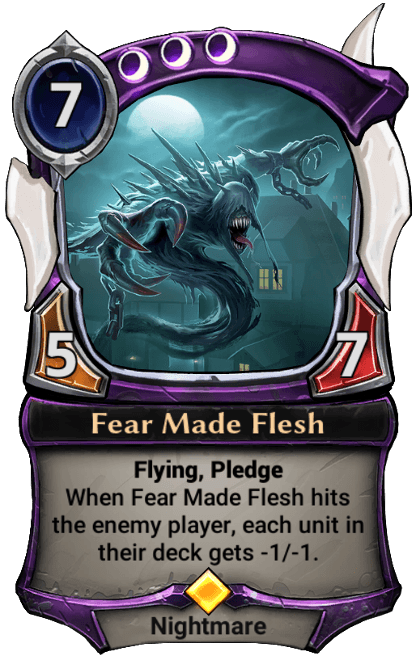 7
5
7
Fear Made Flesh
Flying, Pledge
When Fear Made Flesh hits
the enemy player, each unit in
their deck gets -1/-1.
Nightmare